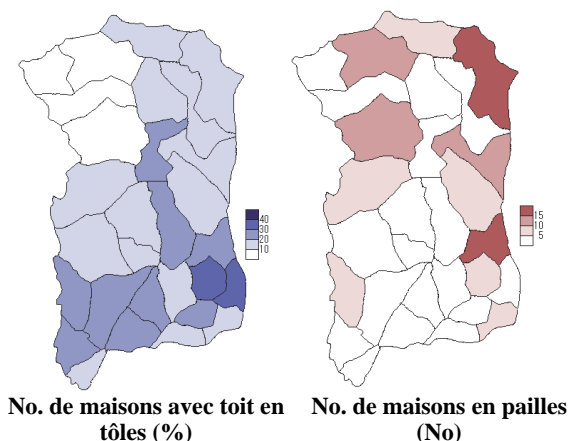 40
30
20
10
15
10
5
No. de maisons avec toit en
tôles (%)
No. de maisons en pailles
(No)